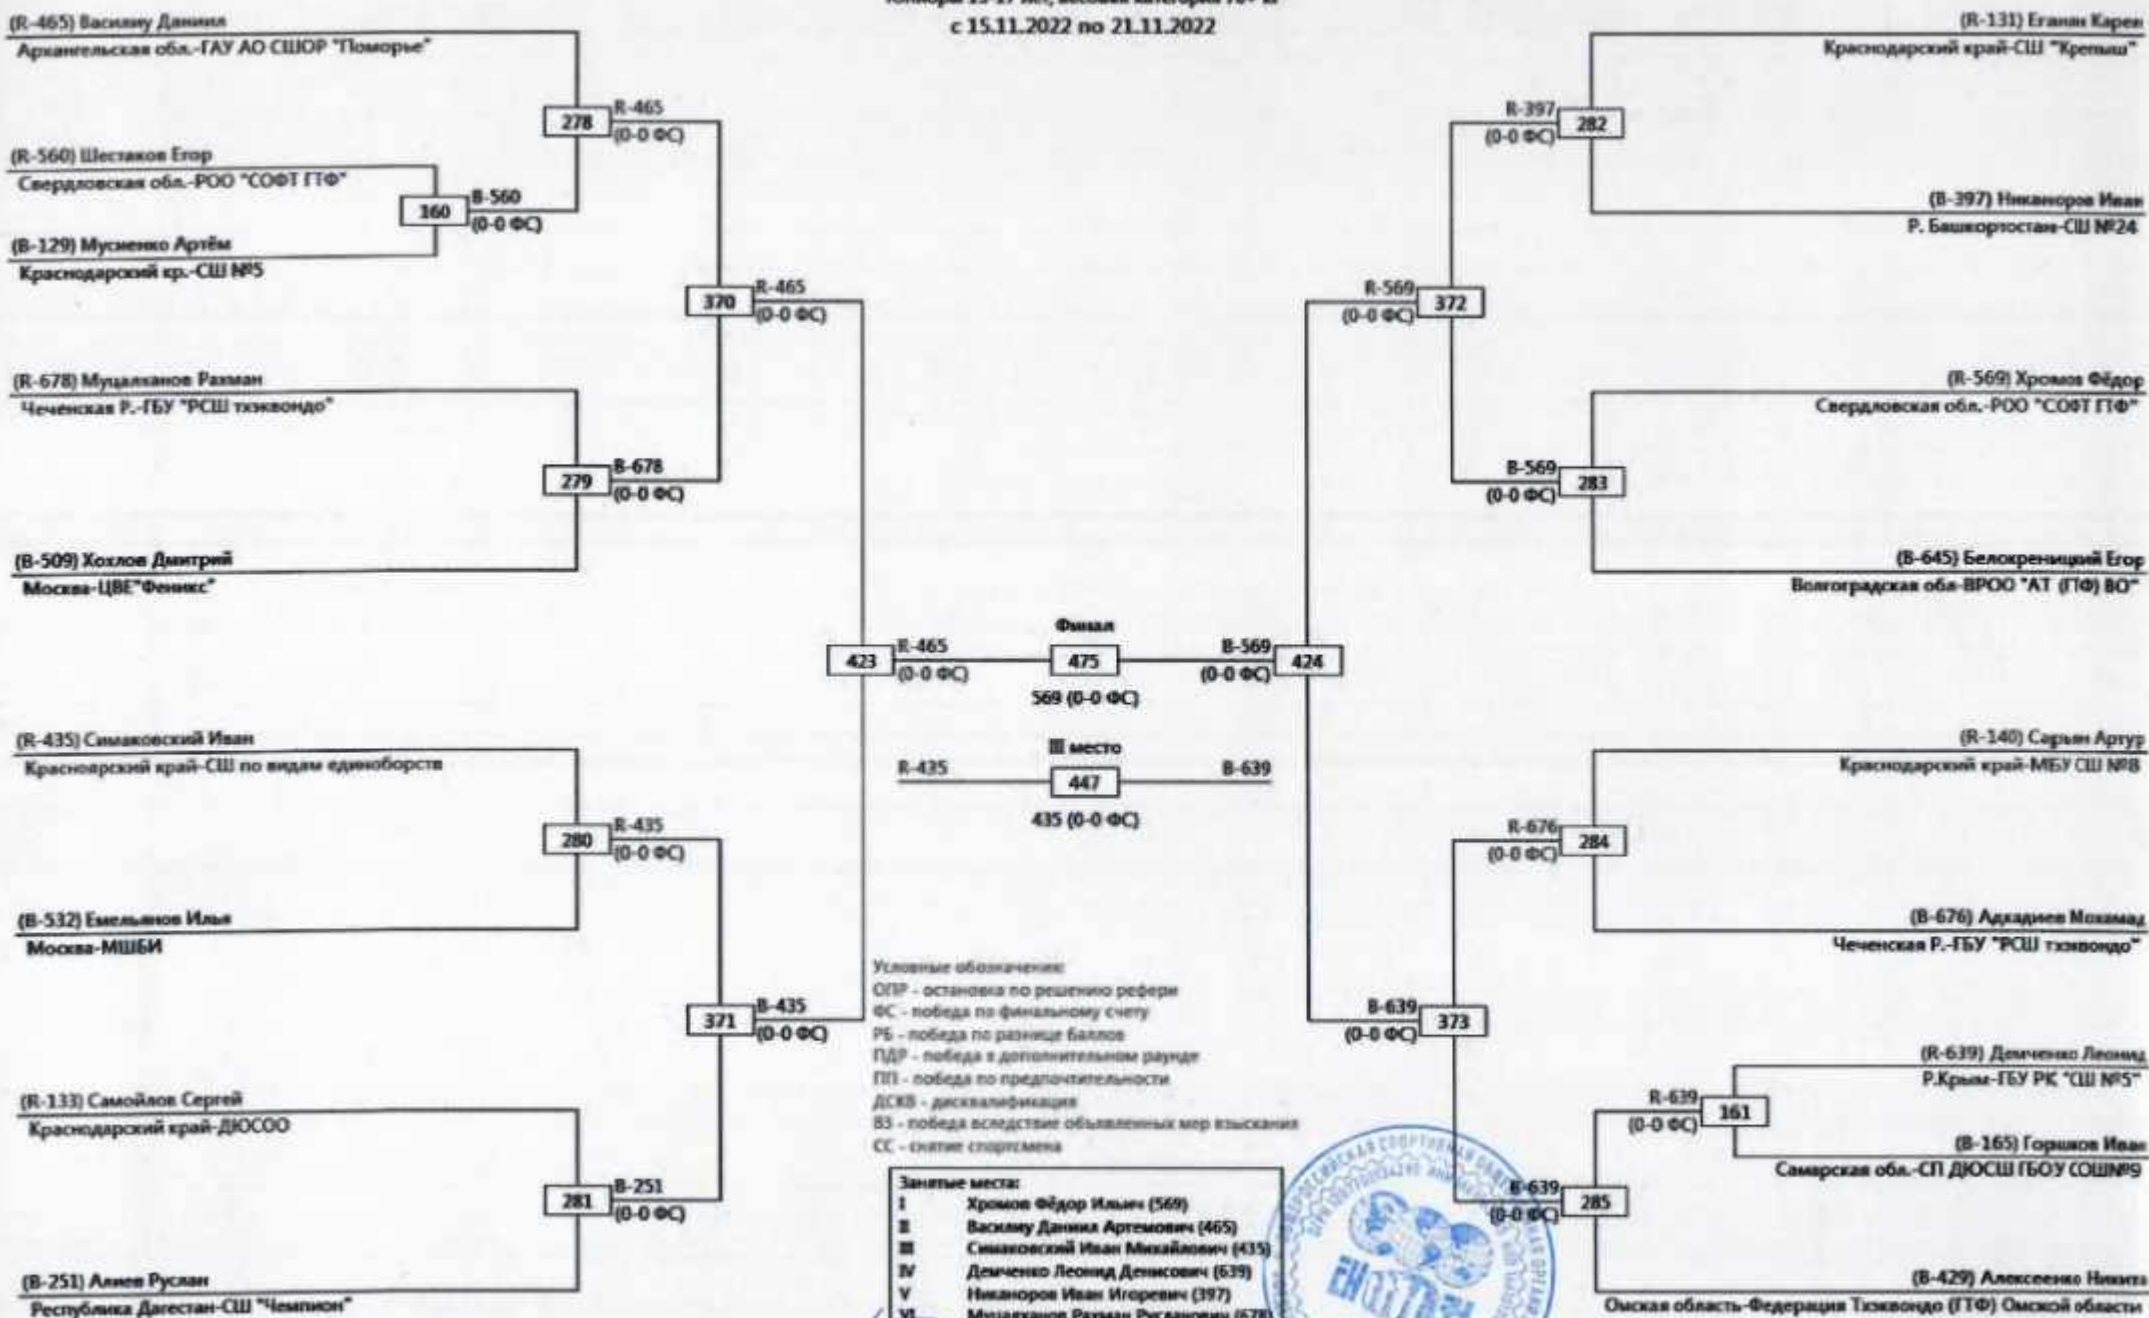 с 15.11.2022 по 21.11.2022
(R-465) Василиу Даниил
Архангельская обл.-ГАУ АО СШОР "Поморье"
278
R-465
(0-0 ФС)
(R-560) Шестаков Егор
Свердловская обл.-РОО "СОФТ ГТФ"
160
B-560
(0-0 ФС)
(B-129) Мусиенко Артём
Краснодарский кр.-СШ №5
370
R-465
(0-0 ФС)
(R-678) Муцалханов Рахман
Чеченская Р.-ГБУ "РСШ тхэквондо"
279
B-678
(0-0 ФС)
(B-509) Хохлов Дмитрий
Москва-ЦВЕ"Феникс"
423
R-465
(0-0 ФС)
(R-435) Симаковский Иван
Красноярский край-СШ по видам единоборств
280
R-435
(0-0 ФС)
(B-532) Емельянов Илья
Москва-МШБИ
371
B-435
(0-0 ФС)
(R-133) Самойлов Сергей
Краснодарский край-ДЮСОО
281
B-251
(0-0 ФС)
(B-251) Алиев Руслан
Республика Дагестан-СШ "Чемпион"
Финал
475
569 (0-0 ФС)
III место
R-435
447
B-639
435 (0-0 ФС)
Условные обозначения:
ОПР - остановка по решению рефери
ФС - победа по финальному счету
РБ - победа по разнице баллов
ПДР - победа в дополнительном раунде
ПП - победа по предпочтительности
ДСКВ - дисквалификация
ВЗ - победа вследствие объявленных мер взыскания
СС - снятие спортсмена
Занятые места:
I Хромов Фёдор Ильич (569)
II Василиу Даниил Артемович (465)
III Симаковский Иван Михайлович (435)
IV Демченко Леонид Денисович (639)
V Никаноров Иван Игоревич (397)
VI Муцалханов Рахман Русланович (678)
(R-131) Еганян Карен
Краснодарский край-СШ "Крепыш"
R-397
(0-0 ФС)
282
(B-397) Никаноров Иван
Р. Башкортостан-СШ №24
R-569
(0-0 ФС)
372
(R-569) Хромов Фёдор
Свердловская обл.-РОО "СОФТ ГТФ"
B-569
(0-0 ФС)
283
(B-645) Белокреницкий Егор
Волгоградская обл-ВРОО "АТ (ГТФ) ВО"
B-569
(0-0 ФС)
424
(R-140) Сарьян Артур
Краснодарский край-МБУ СШ №8
R-676
(0-0 ФС)
284
(B-676) Адхадиев Мохамад
Чеченская Р.-ГБУ "РСШ тхэквондо"
B-639
(0-0 ФС)
373
(R-639) Демченко Леонид
Р.Крым-ГБУ РК "СШ №5"
R-639
(0-0 ФС)
161
(B-165) Горшков Иван
Самарская обл.-СП ДЮСШ ГБОУ СОШ№9
B-639
(0-0 ФС)
285
(B-429) Алексеенко Никита
Омская область-Федерация Тхэквондо (ГТФ) Омской области